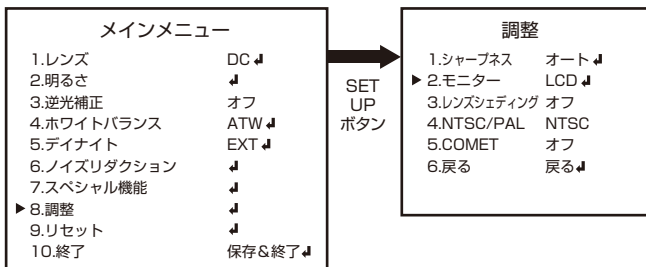 メインメニュー
1.レンズ DC↲
2.明るさ ↲
3.逆光補正 オフ
4.ホワイトバランス ATW↲
5.デイナイト EXT↲
6.ノイズリダクション ↲
7.スペシャル機能 ↲
▶ 8.調整 ↲
9.リセット ↲
10.終了 保存&終了↲
SET
UP
ボタン
調整
1.シャープネス オート↲
▶ 2.モニター LCD↲
3.レンズシェディング オフ
4.NTSC/PAL NTSC
5.COMET オフ
6.戻る 戻る↲